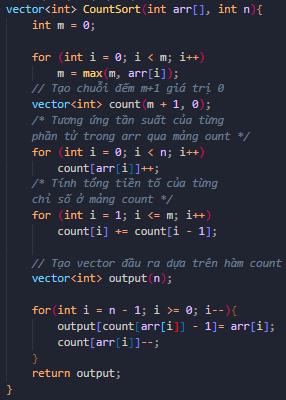 vector<int> CountSort(int arr[], int n){
    int m = 0;

    for (int i = 0; i < m; i++)
        m = max(m, arr[i]);
    // Tạo chuỗi đếm m+1 giá trị 0
    vector<int> count(m + 1, 0);
    /* Tương ứng tần suất của từng
    phần tử trong arr qua mảng ount */
    for (int i = 0; i < n; i++)
        count[arr[i]]++;
    /* Tính tổng tiền tố của từng
    chỉ số ở mảng count */
    for (int i = 1; i <= m; i++)
        count[i] += count[i - 1];

    // Tạo vector đầu ra dựa trên hàm count
    vector<int> output(n);

    for(int i = n - 1; i >= 0; i--){
        output[count[arr[i]] - 1]= arr[i];
        count[arr[i]]--;
    }
    return output;
}